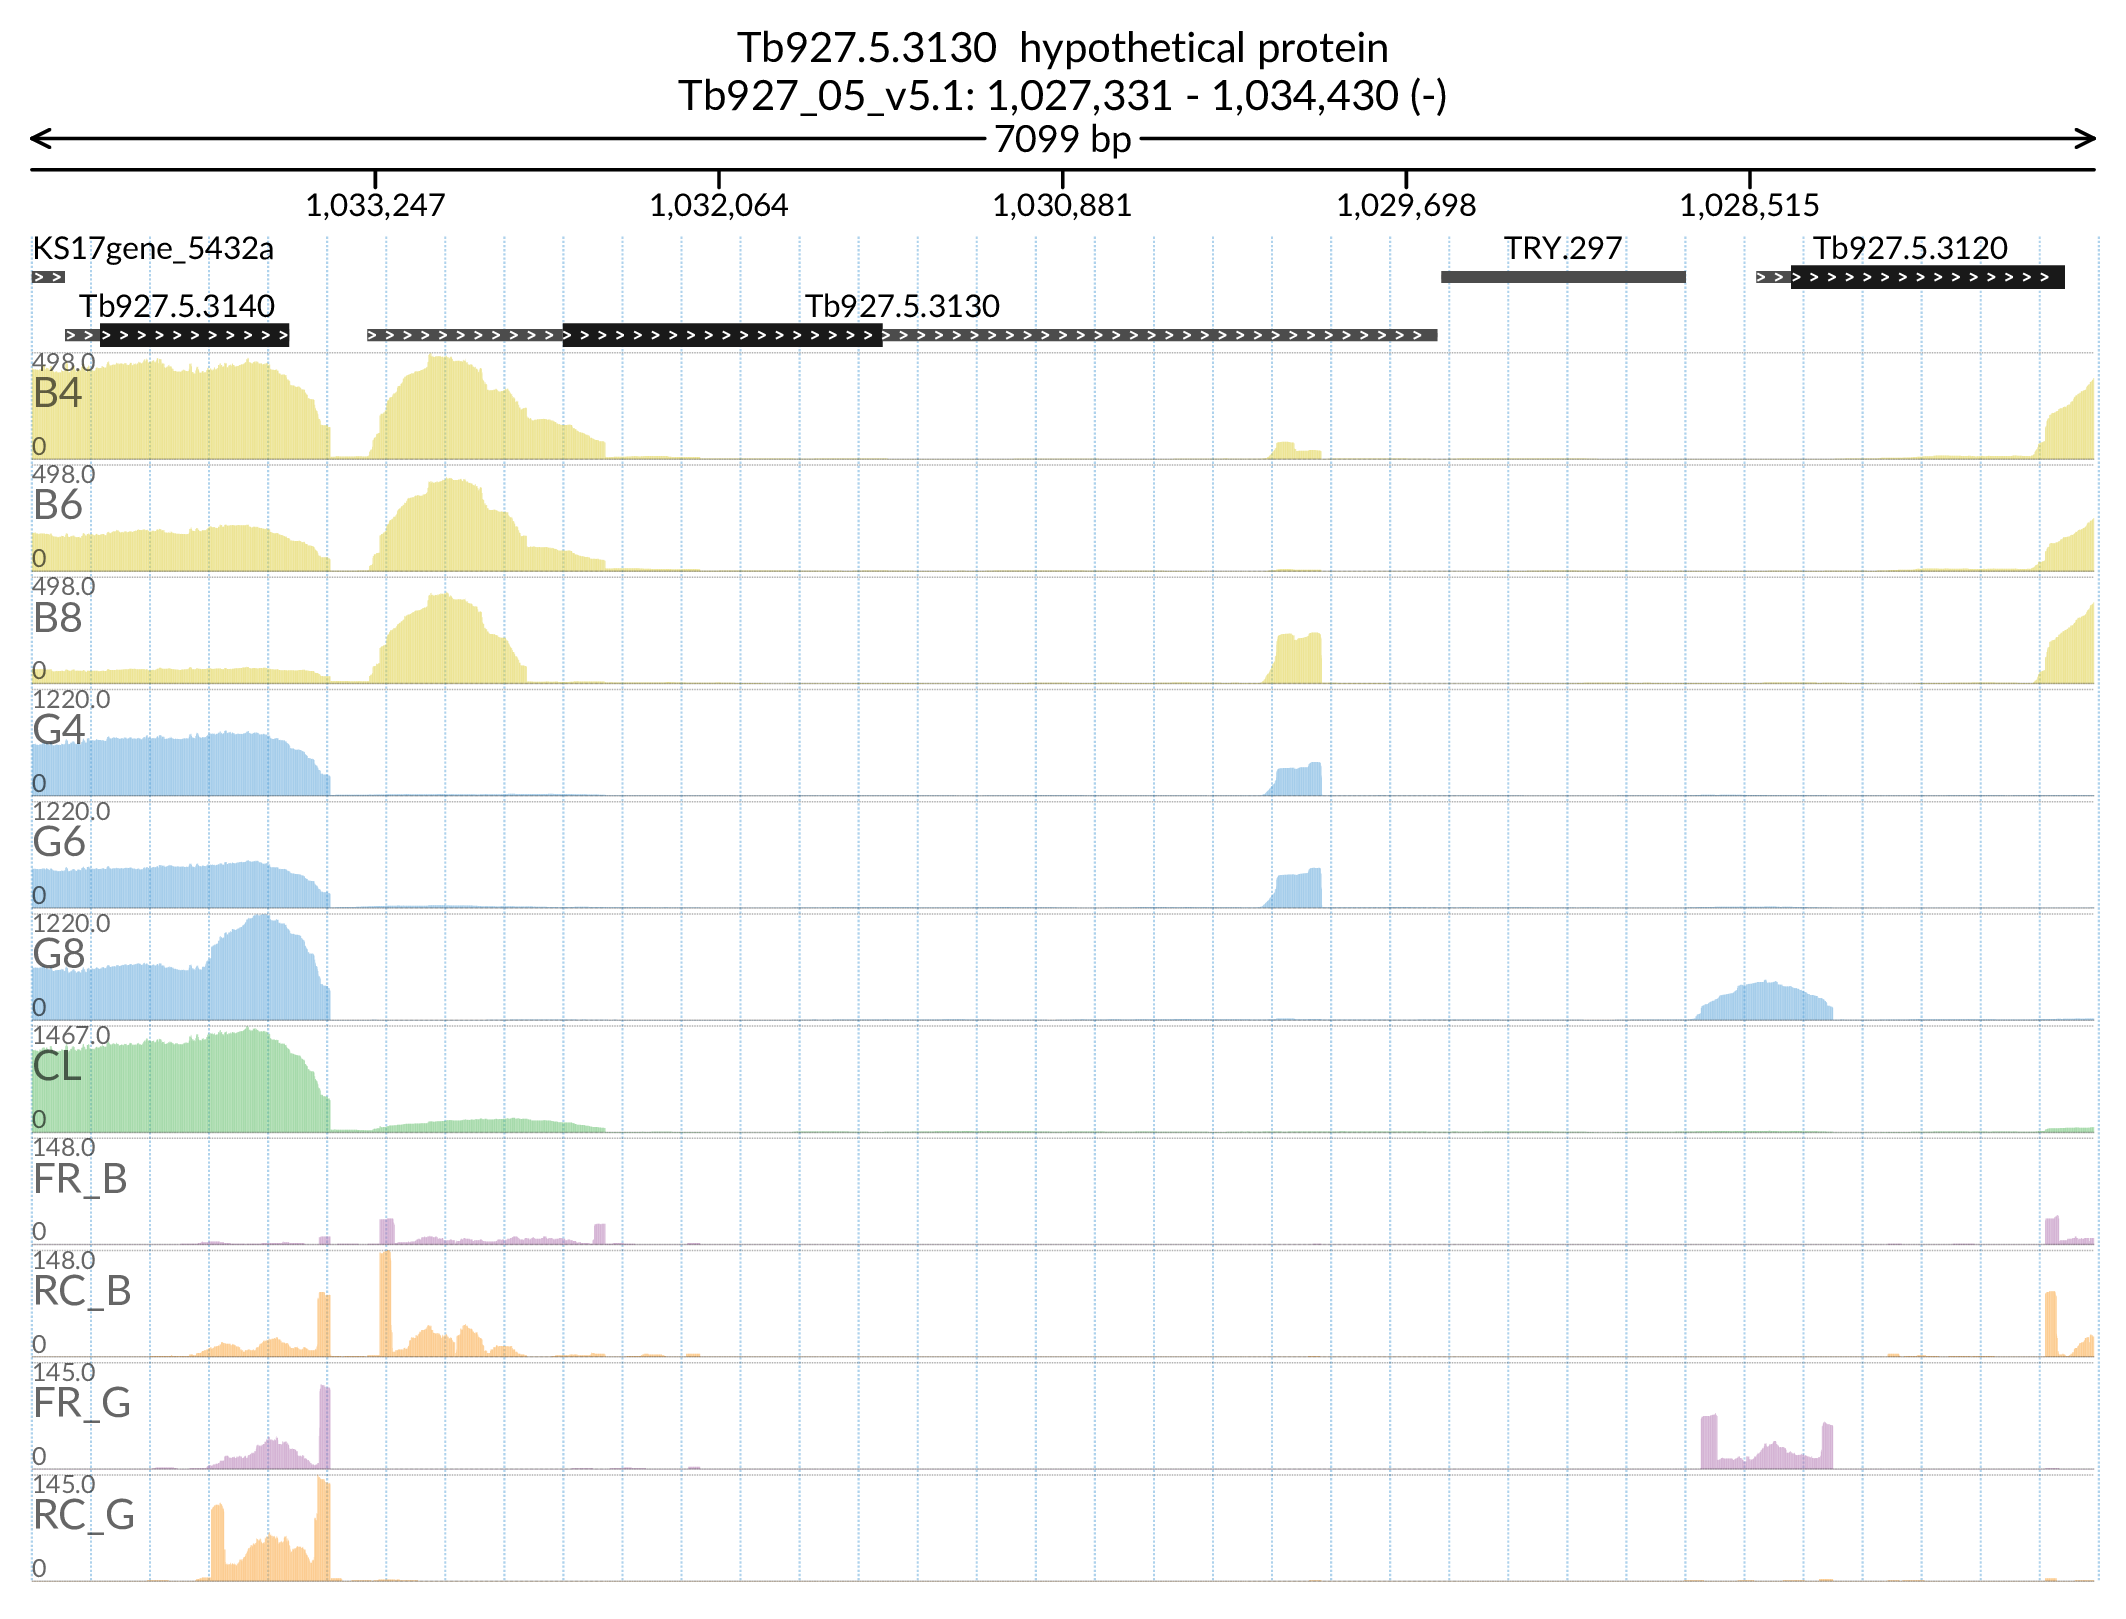 Tb927.5.3130 hypothetical protein
Tb927_05_v5.1: 1,027,331 - 1,034,430 (-)
7099 bp
1,033,247 1,032,064 1,030,881 1,029,698 1,028,515
KS17gene_5432a TRY.297 Tb927.5.3120
Tb927.5.3140 Tb927.5.3130
498.0
B4
0
498.0
B6
0
498.0
B8
0
1220.0
G4
0
1220.0
G6
0
1220.0
G8
0
1467.0
CL
0
148.0
FR_B
0
148.0
RC_B
0
145.0
FR_G
0
145.0
RC_G
0